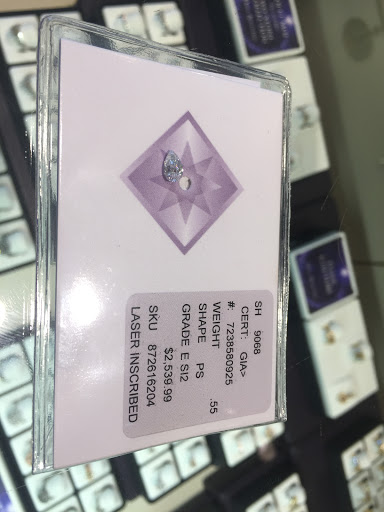 SH 9068
CERT: GIA>
#: 7238580925
WEIGHT .55
SHAPE PS
GRADE E SI2
$2,539.99
SKU 872616204
LASER INSCRIBED